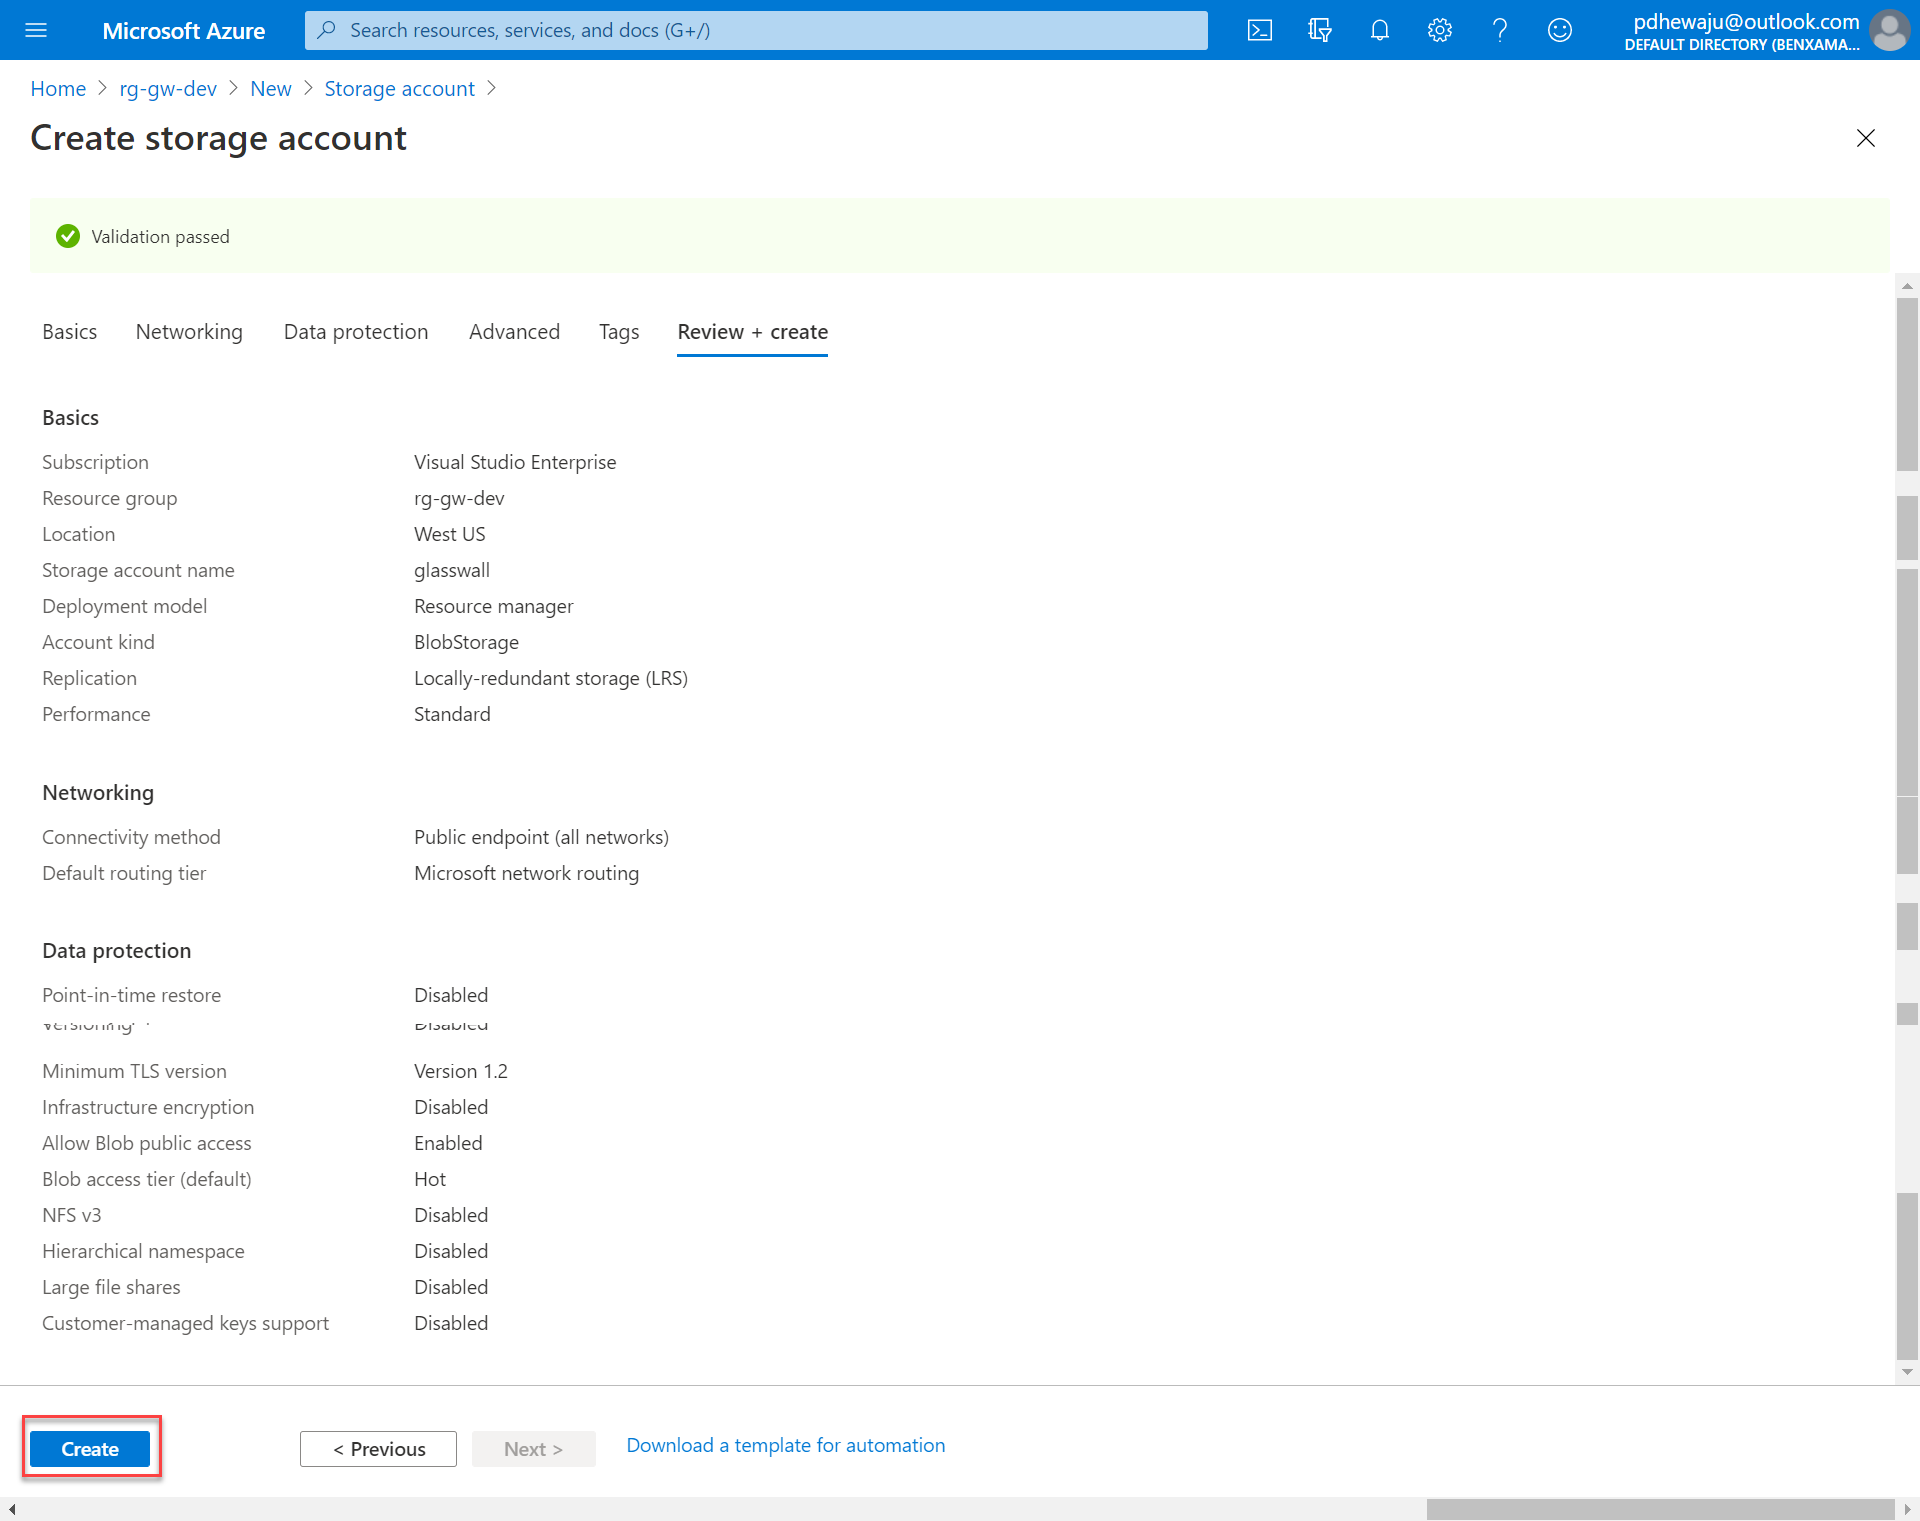 Microsoft Azure
Search resources, services, and docs (G+/)
pdhewaju@outlook.com
DEFAULT DIRECTORY (BENXAMA...
Home > rg-gw-dev > New > Storage account >
Create storage account
Validation passed
Basics Networking Data protection Advanced Tags Review + create
Basics
Subscription Visual Studio Enterprise
Resource group rg-gw-dev
Location West US
Storage account name glasswall
Deployment model Resource manager
Account kind BlobStorage
Replication Locally-redundant storage (LRS)
Performance Standard
Networking
Connectivity method Public endpoint (all networks)
Default routing tier Microsoft network routing
Data protection
Point-in-time restore Disabled
Minimum TLS version Version 1.2
Infrastructure encryption Disabled
Allow Blob public access Enabled
Blob access tier (default) Hot
NFS v3 Disabled
Hierarchical namespace Disabled
Large file shares Disabled
Customer-managed keys support Disabled
Create
< Previous
Next >
Download a template for automation